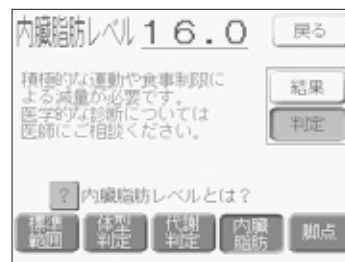 内臓脂肪レベル 16.0 戻る
積極的な運動や食事制限に
よる減量が必要です。
医学的な診断については
医師にご相談ください。
結果
判定
? 内臓脂肪レベルとは？
標準範囲 体型判定 代謝判定 内臓脂肪 脚点